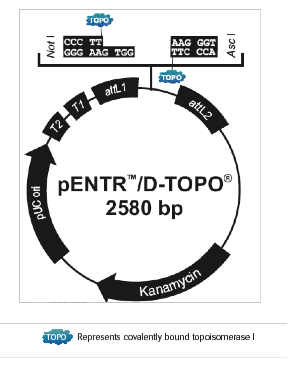 TOPO
Not I
CCC TT
GGG AAG TGG
AAG GGT
TTC CCA
Asc I
TOPO
T2
T1
attL1
attL2
pENTR™/D-TOPO®
2580 bp
pUC ori
Kanamycin
TOPO Represents covalently bound topoisomerase I